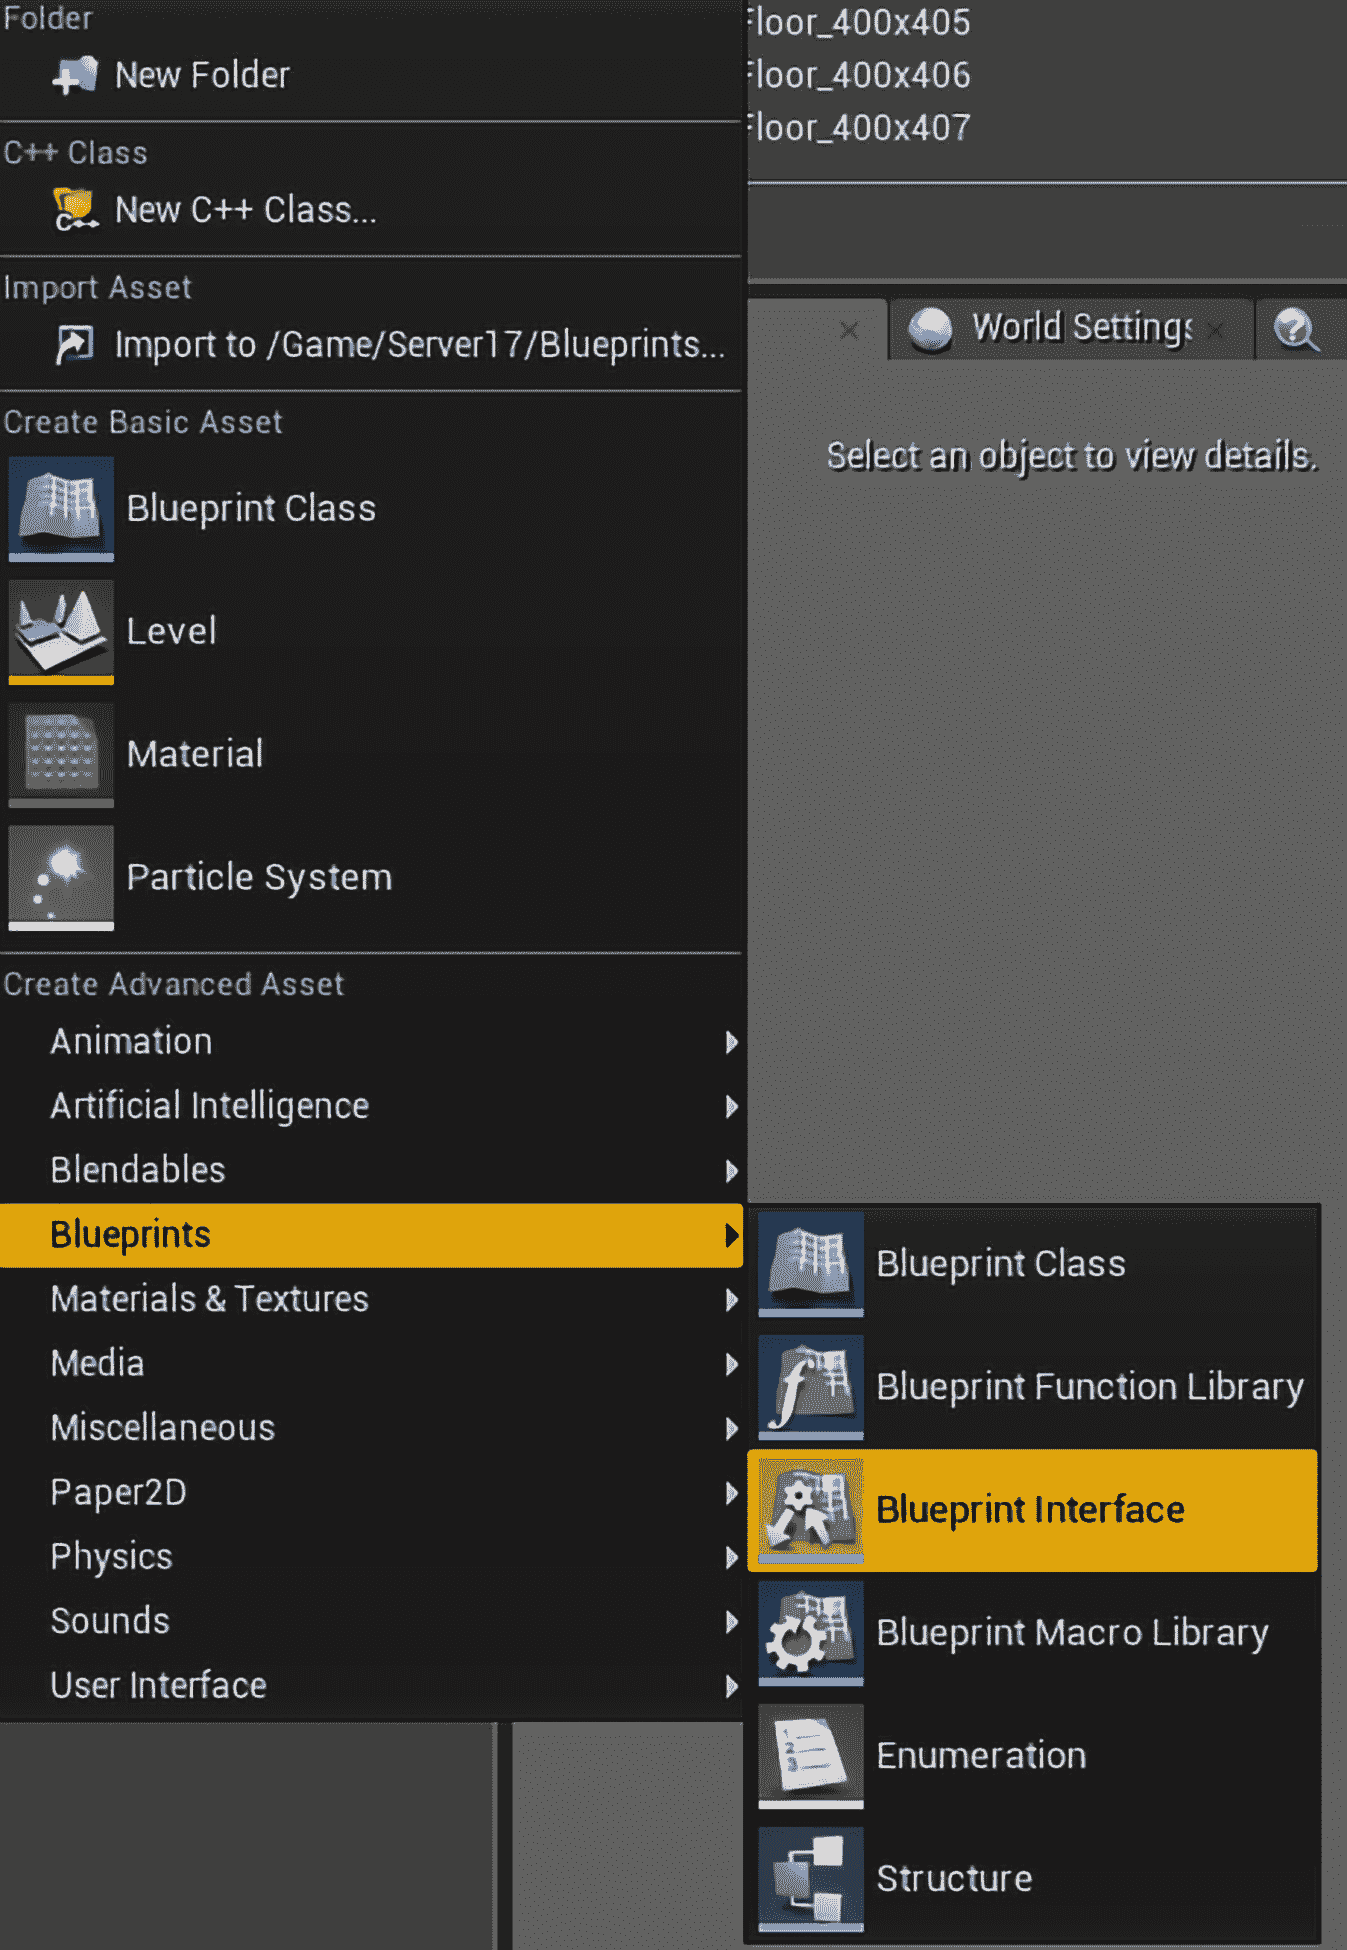 Folder
New Folder
C++ Class
New C++ Class...
Import Asset
Import to /Game/Server17/Blueprints...
Create Basic Asset
Blueprint Class
Level
Material
Particle System
Create Advanced Asset
Animation
Artificial Intelligence
Blendables
Blueprints
Materials & Textures
Media
Miscellaneous
Paper2D
Physics
Sounds
User Interface
Floor_400x405
Floor_400x406
Floor_400x407
World Settings
Select an object to view details.
Blueprint Class
Blueprint Function Library
Blueprint Interface
Blueprint Macro Library
Enumeration
Structure